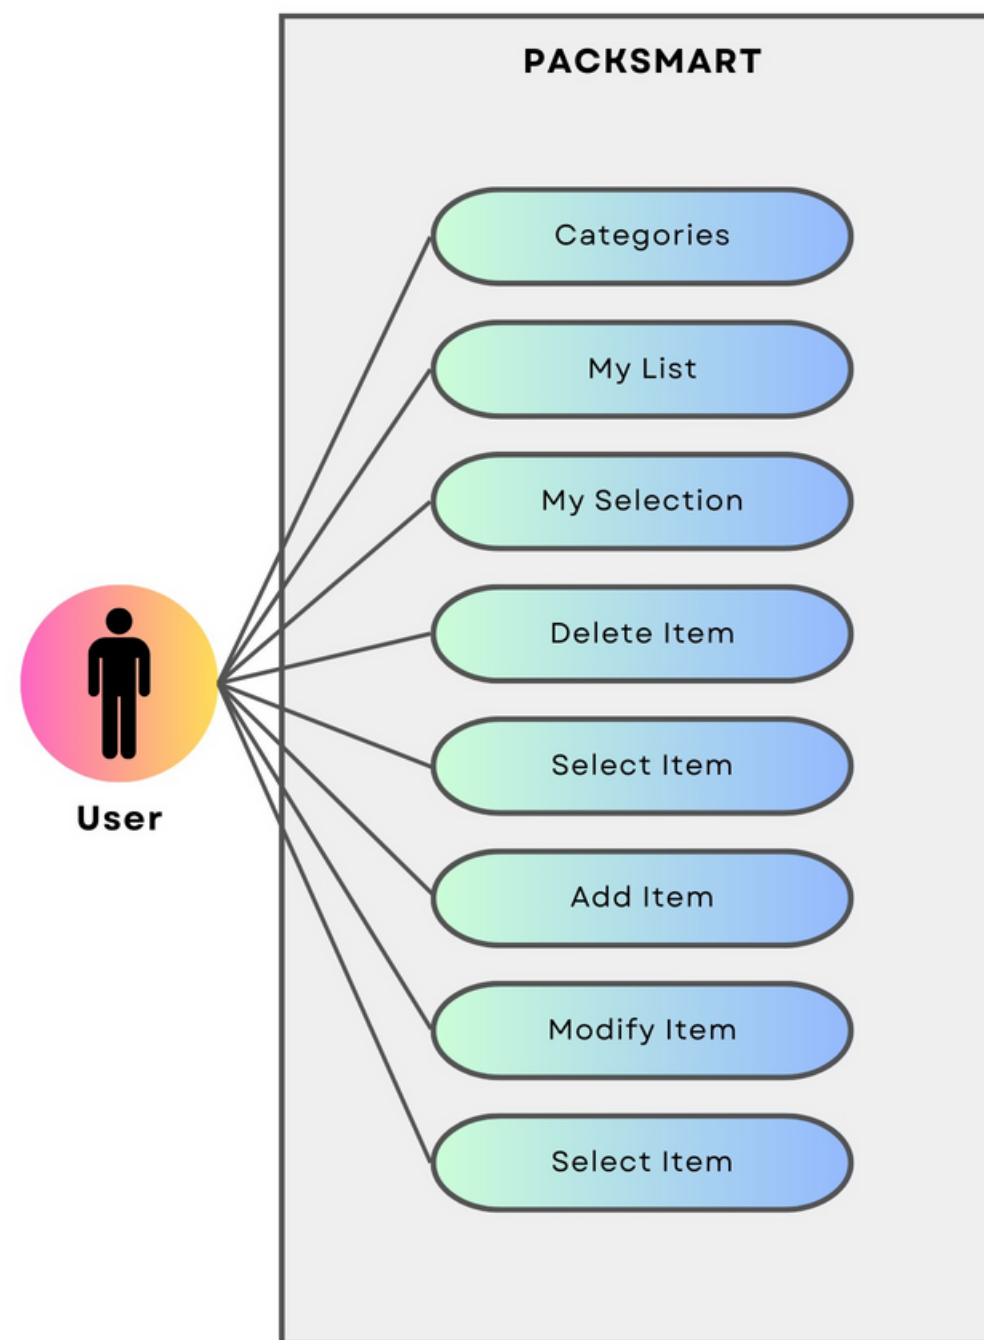 PACKSMART
Categories
My List
My Selection
Delete Item
Select Item
Add Item
Modify Item
Select Item
User